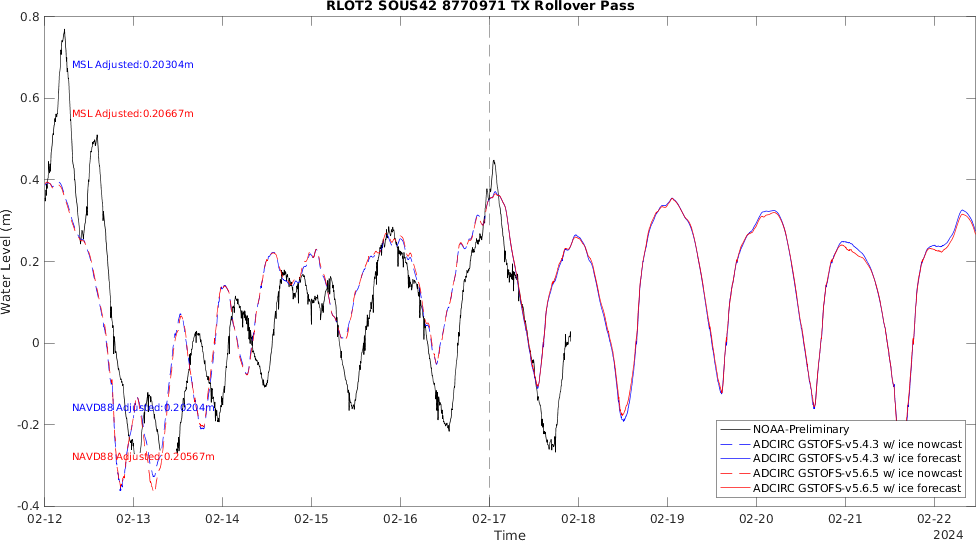 RLOT2 SOUS42 8770971 TX Rollover Pass
0.8
MSL Adjusted:0.20304m
0.6
MSL Adjusted:0.20667m
0.4
Water Level (m)
0.2
0
NAVD88 Adjusted:0.20204m
-0.2
NAVD88 Adjusted:0.20567m
NOAA-Preliminary
ADCIRC GSTOFS-v5.4.3 w/ ice nowcast
ADCIRC GSTOFS-v5.4.3 w/ ice forecast
ADCIRC GSTOFS-v5.6.5 w/ ice nowcast
ADCIRC GSTOFS-v5.6.5 w/ ice forecast
-0.4
02-12 02-13 02-14 02-15 02-16 02-17 02-18 02-19 02-20 02-21 02-22
Time 2024